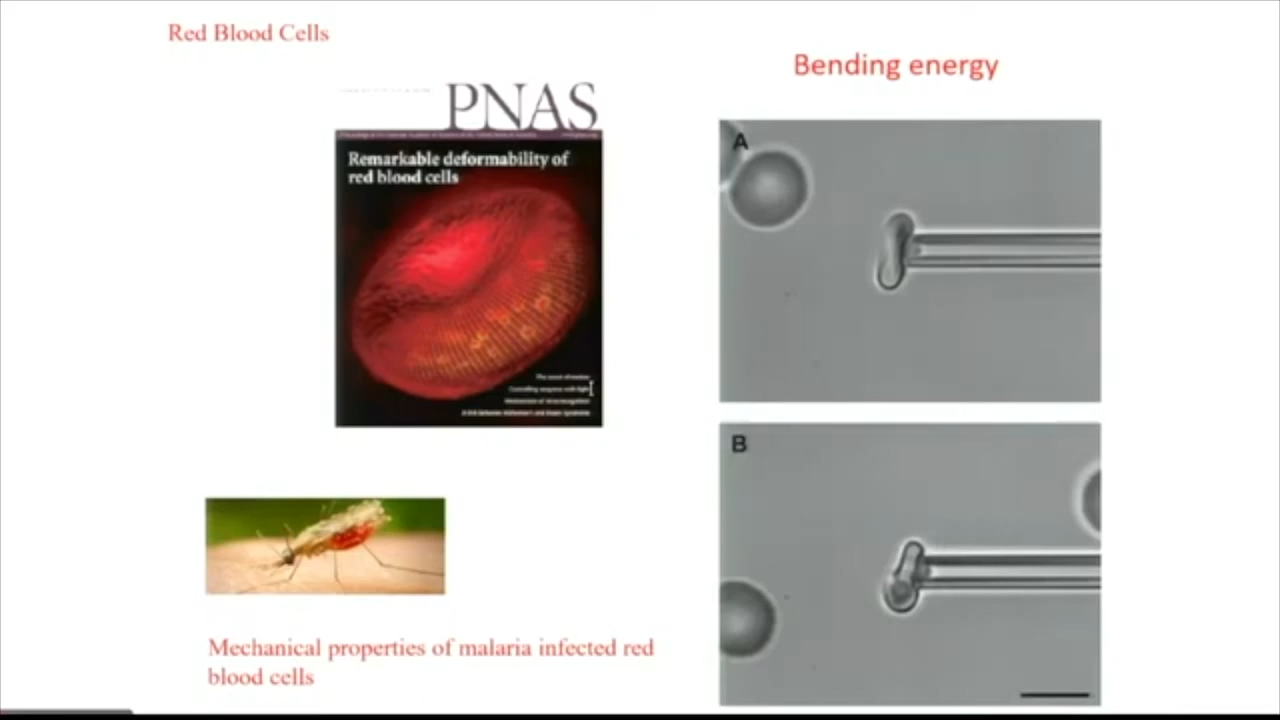 Red Blood Cells
Bending energy
PNAS
Remarkable deformability of
red blood cells
A
B
Mechanical properties of malaria infected red
blood cells